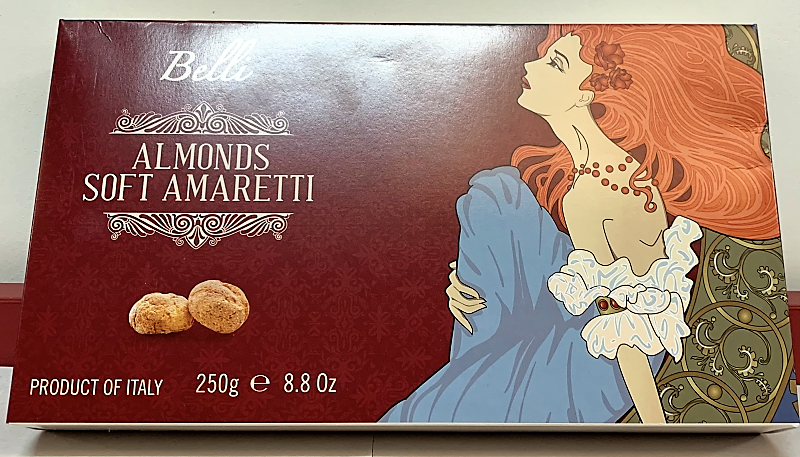 Belli
ALMONDS
SOFT AMARETTI
PRODUCT OF ITALY 250g ℮ 8.8 Oz